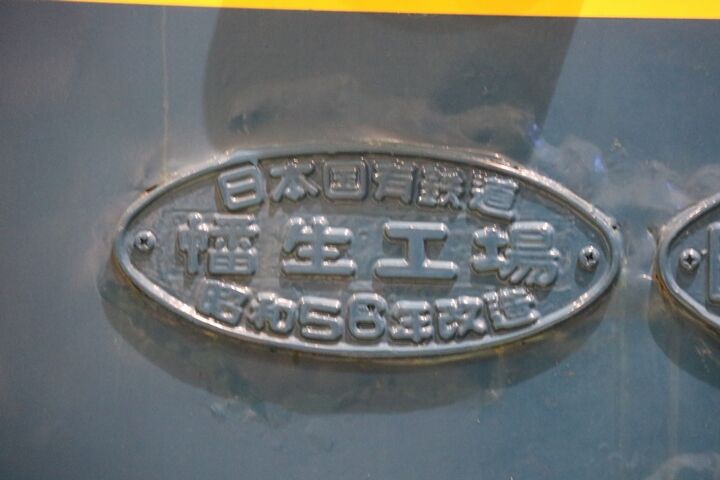 日本国有鉄道
幡生工場
昭和56年改造